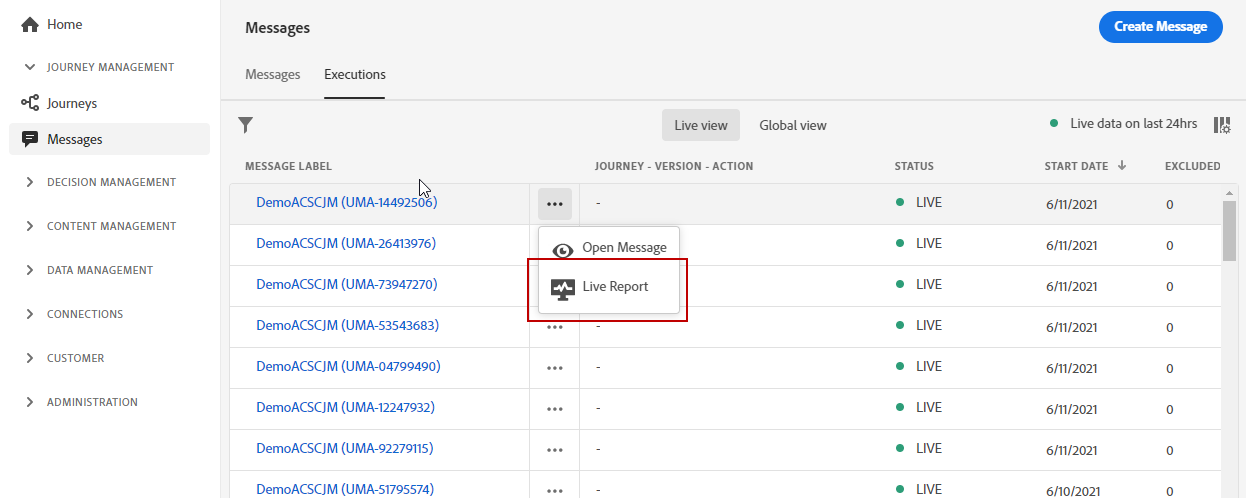 Home
JOURNEY MANAGEMENT
Journeys
Messages
DECISION MANAGEMENT
CONTENT MANAGEMENT
DATA MANAGEMENT
CONNECTIONS
CUSTOMER
ADMINISTRATION
Messages
Create Message
Messages Executions
Live view Global view Live data on last 24hrs
MESSAGE LABEL JOURNEY - VERSION - ACTION STATUS START DATE EXCLUDED
DemoACSCJM (UMA-14492506) - LIVE 6/11/2021 0
DemoACSCJM (UMA-26413976) LIVE 6/11/2021 0
Open Message
DemoACSCJM (UMA-73947270) LIVE 6/11/2021 0
Live Report
DemoACSCJM (UMA-53543683) - LIVE 6/11/2021 0
DemoACSCJM (UMA-04799490) - LIVE 6/11/2021 0
DemoACSCJM (UMA-12247932) - LIVE 6/11/2021 0
DemoACSCJM (UMA-92279115) - LIVE 6/11/2021 0
DemoACSCJM (UMA-51795574) - LIVE 6/10/2021 0